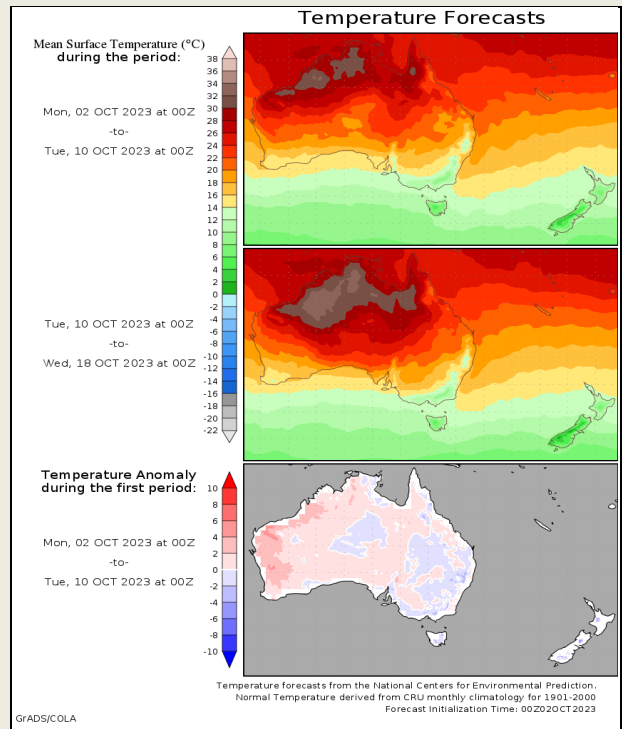 Temperature Forecasts
Mean Surface Temperature (°C)
during the period:
Mon, 02 OCT 2023 at 00Z
-to-
Tue, 10 OCT 2023 at 00Z
38
36
34
32
30
28
26
24
22
20
18
16
14
12
10
8
6
4
2
0
-2
-4
-6
-8
-10
-12
-14
-16
-18
-20
-22
Tue, 10 OCT 2023 at 00Z
-to-
Wed, 18 OCT 2023 at 00Z
Temperature Anomaly
during the first period:
Mon, 02 OCT 2023 at 00Z
-to-
Tue, 10 OCT 2023 at 00Z
10
8
6
4
2
0
-2
-4
-6
-8
-10
Temperature forecasts from the National Centers for Environmental Prediction.
Normal Temperature derived from CRU monthly climatology for 1901-2000
Forecast Initialization Time: 00Z02OCT2023
GrADS/COLA